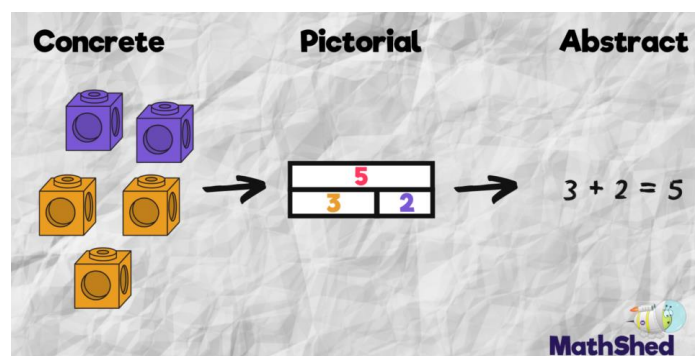 Concrete
Pictorial
Abstract
5
3 2
3 + 2 = 5
MathShed